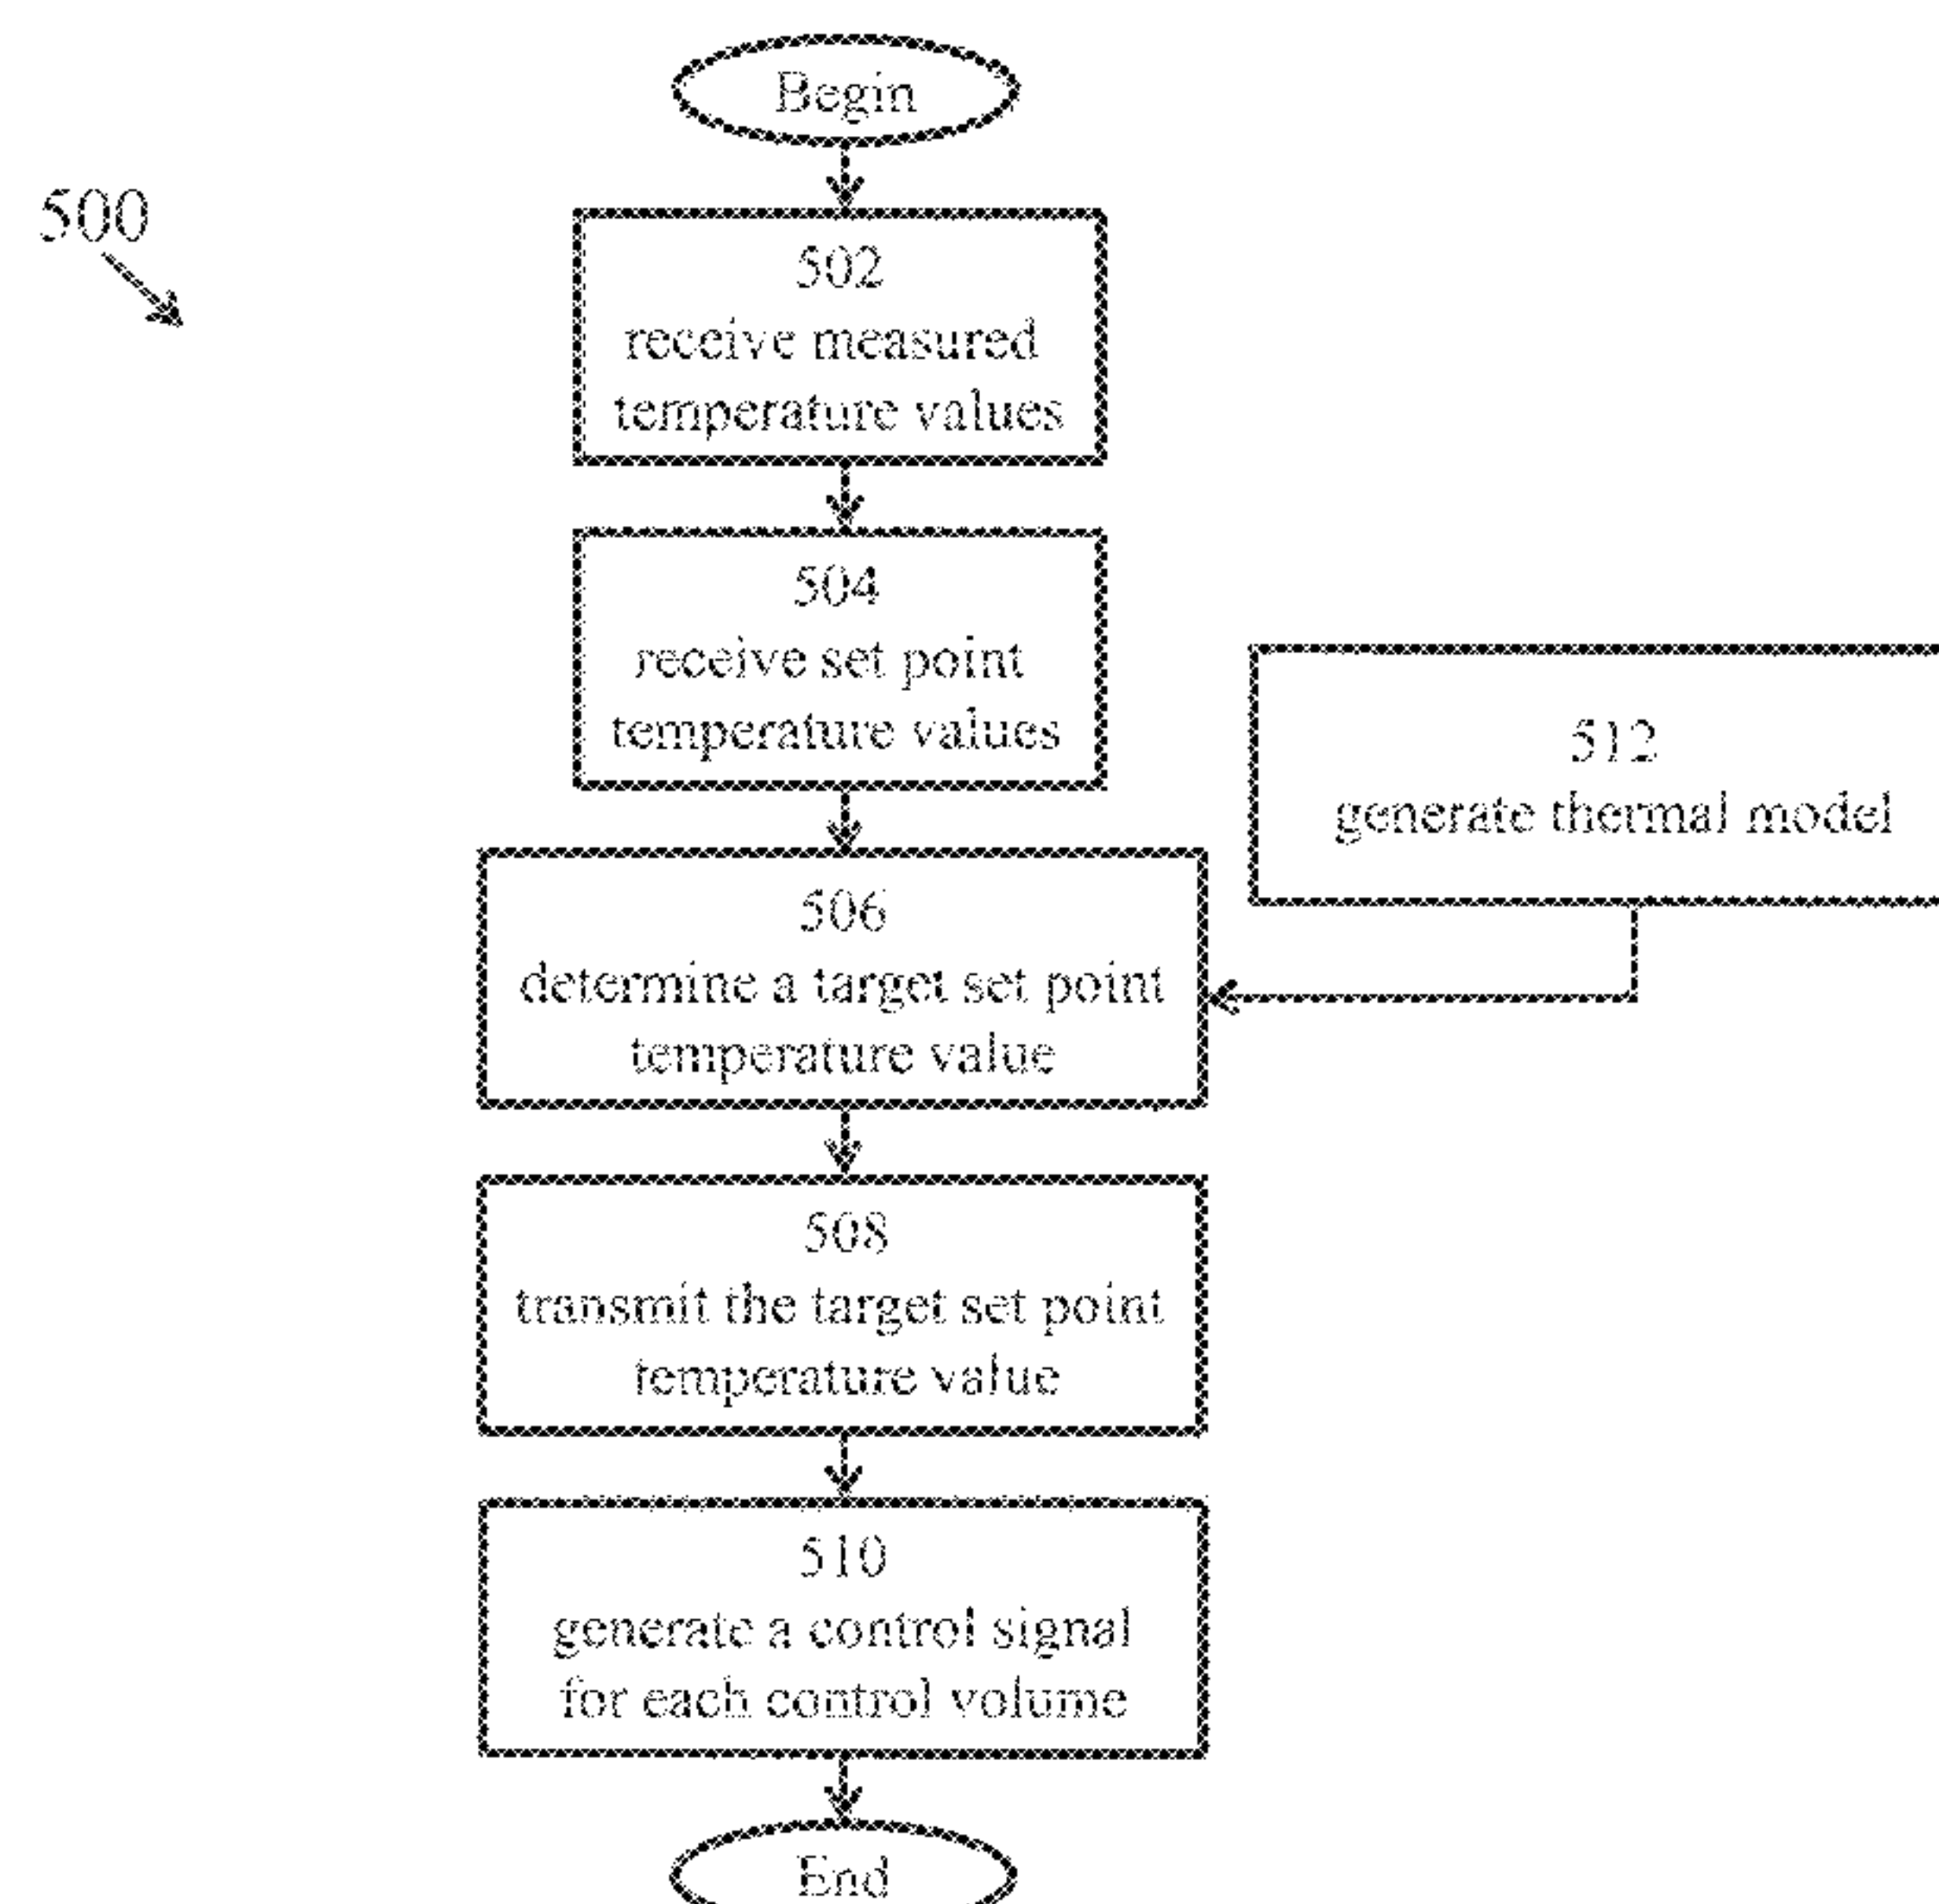 Begin
500
502
receive measured
temperature values
504
receive set point
temperature values
512
generate thermal model
506
determine a target set point
temperature value
508
transmit the target set point
temperature value
510
generate a control signal
for each control volume
End